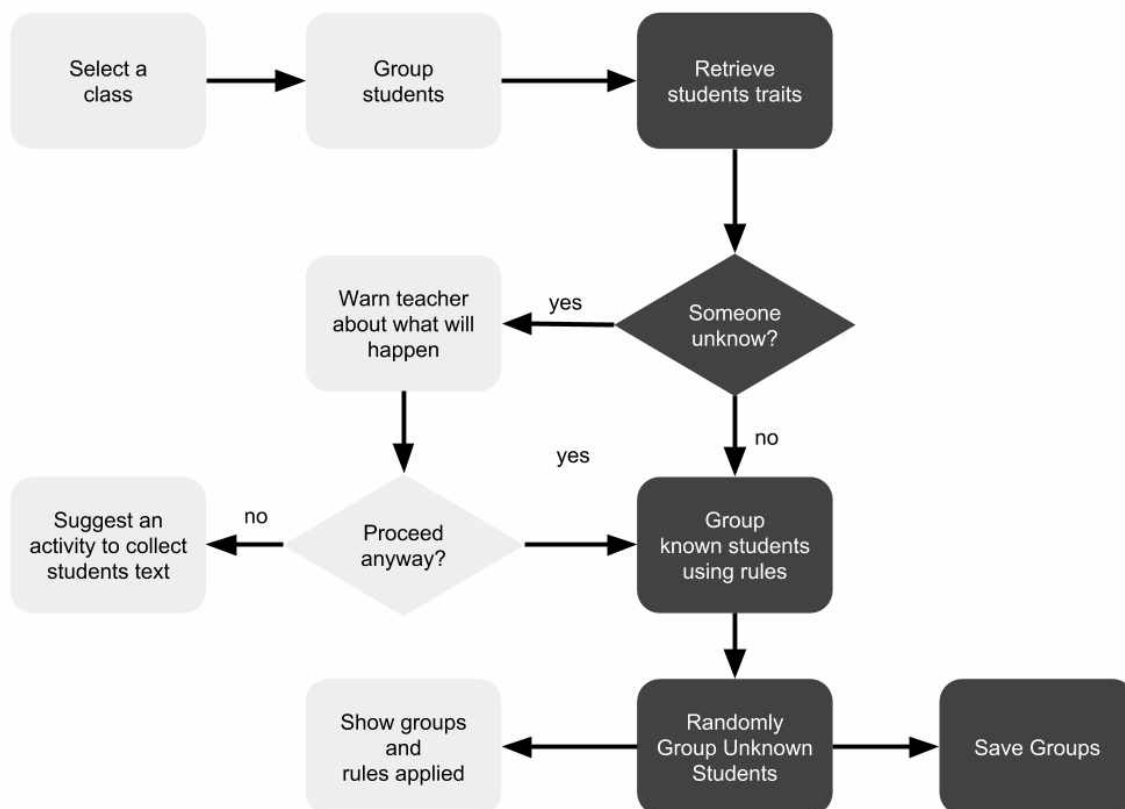 Select a
class
Group
students
Retrieve
students traits
Warn teacher
about what will
happen
yes
Someone
unknow?
no
yes
Suggest an
activity to collect
students text
no
Proceed
anyway?
Group
known students
using rules
Show groups
and
rules applied
Randomly
Group Unknown
Students
Save Groups